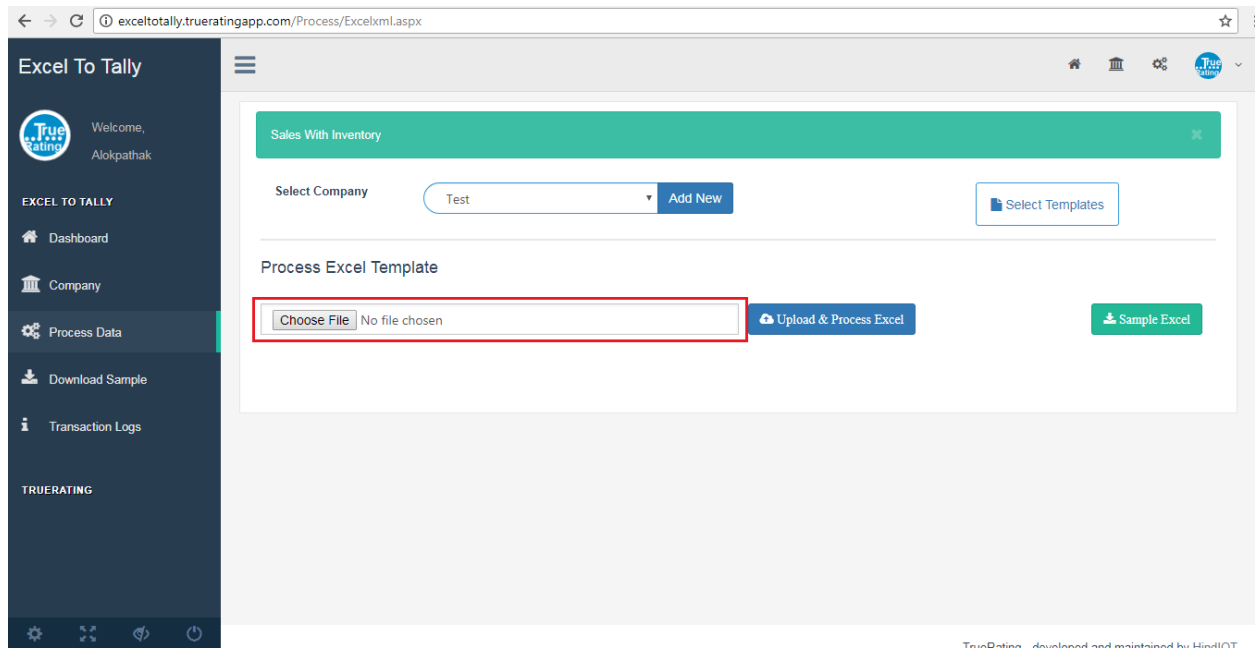 exceltotally.trueratingapp.com/Process/Excelxml.aspx
Excel To Tally
True Rating
Welcome,
Alokpathak
EXCEL TO TALLY
Dashboard
Company
Process Data
Download Sample
Transaction Logs
TRUERATING
True Rating
Sales With Inventory
Select Company
Test
Add New
Select Templates
Process Excel Template
Choose File No file chosen
Upload & Process Excel
Sample Excel
TrueRating - developed and maintained by HindIOT